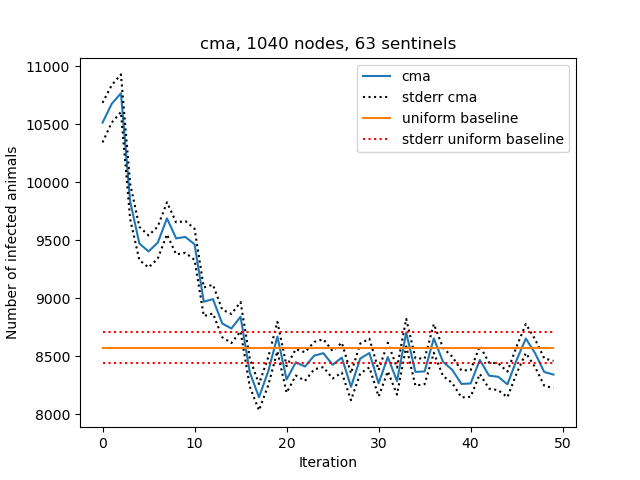 cma, 1040 nodes, 63 sentinels
cma
stderr cma
uniform baseline
stderr uniform baseline
Number of infected animals
11000
10500
10000
9500
9000
8500
8000
0 10 20 30 40 50
Iteration